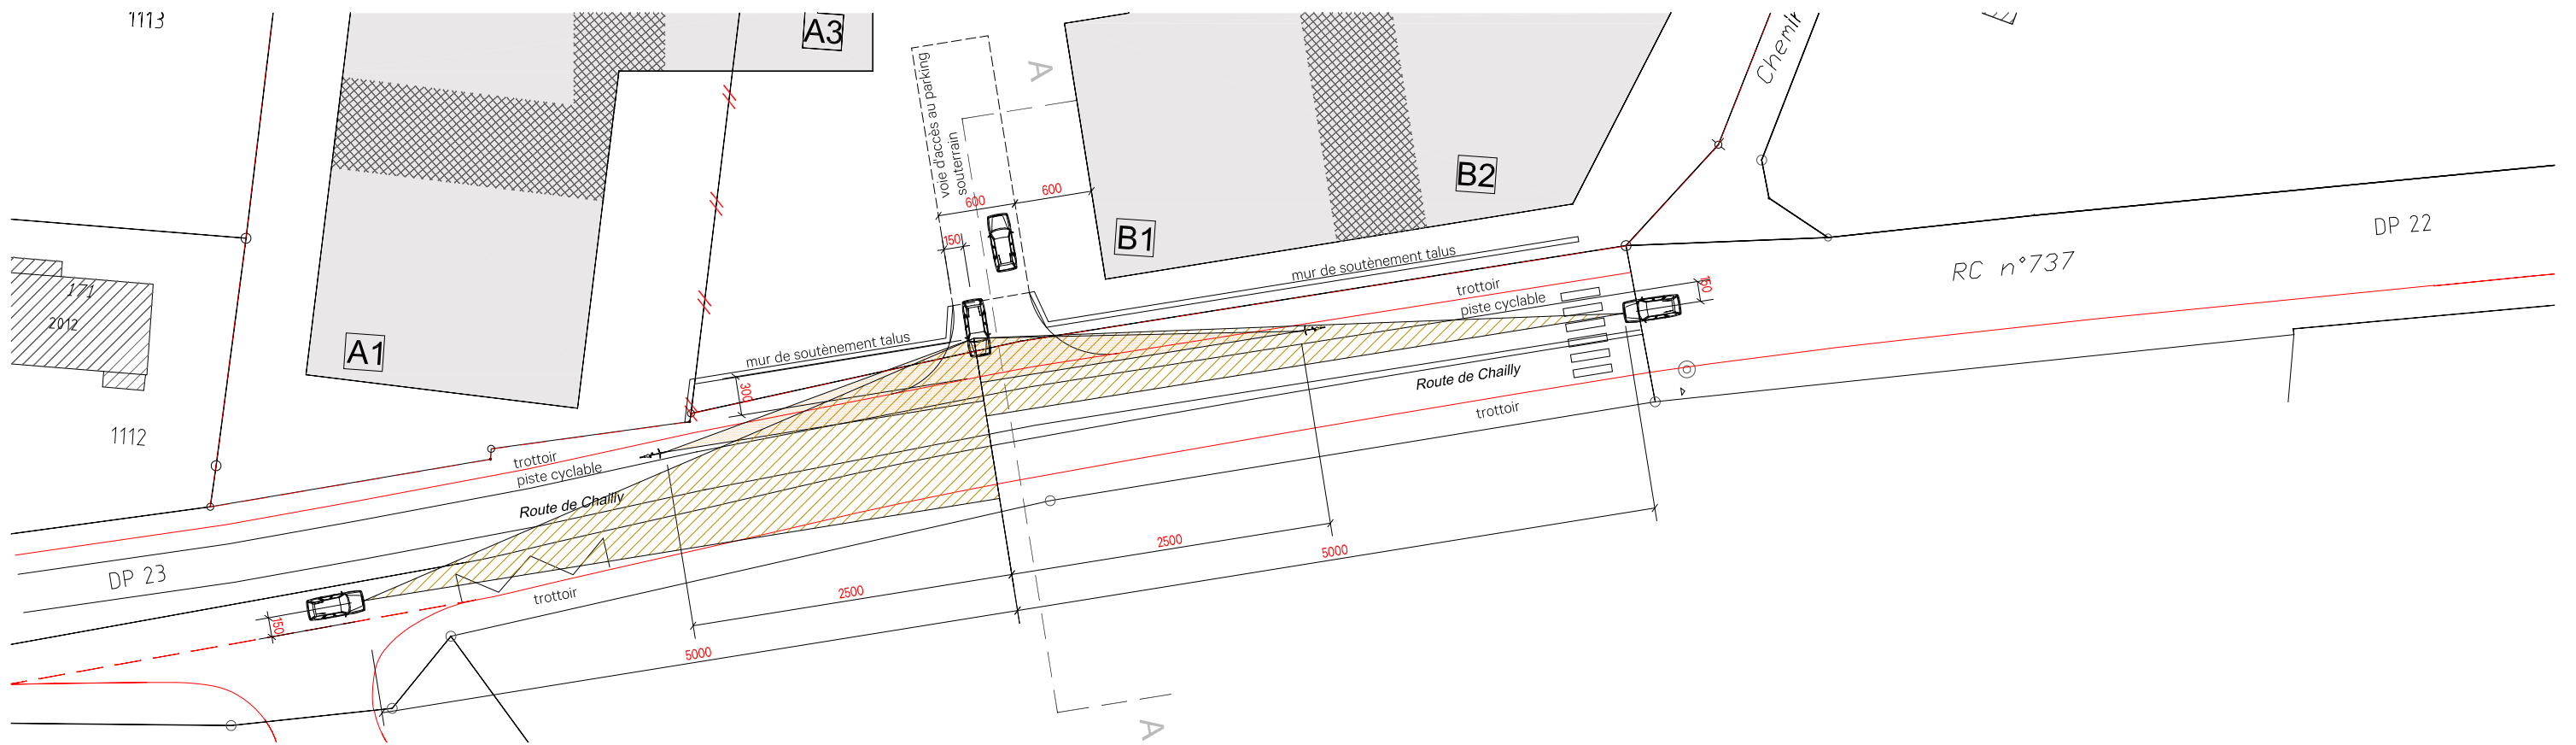 1113
A3
A
Chemin
voie d'accès au parking
souterrain
600
600
150
B2
B1
DP 22
RC n°737
mur de soutènement talus
trottoir
piste cyclable
150
171
2012
A1
mur de soutènement talus
300
Route de Chailly
trottoir
1112
trottoir
piste cyclable
Route de Chailly
DP 23
trottoir
150
2500
5000
2500
5000
A